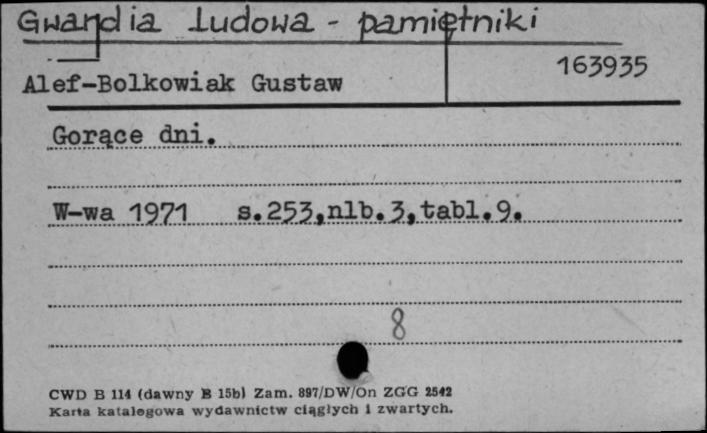 Gwardia Ludowa - pamiętniki
163935
Alef-Bolkowiak Gustaw
Gorące dni.
W-wa 1971 s.253,nlb.3,tabl.9.
8
CWD B 114 (dawny B 15b) Zam. 897/DW/On ZGG 2542
Karta katalogowa wydawnictw ciągłych i zwartych.